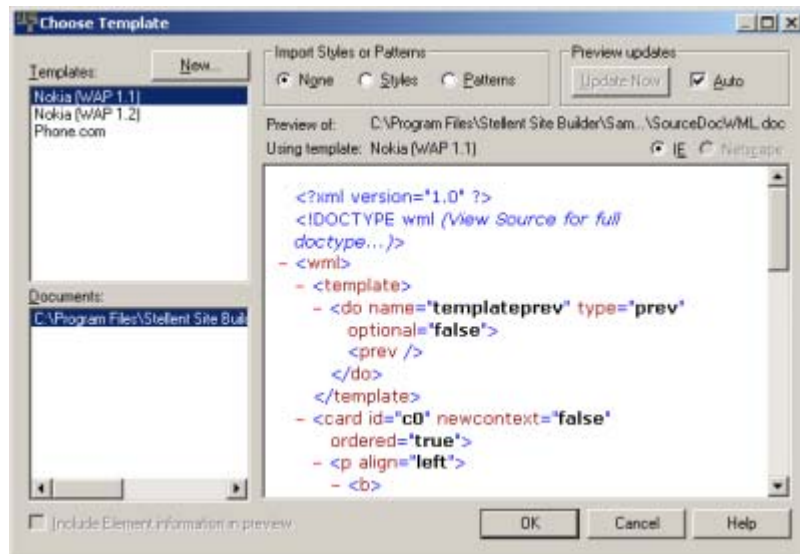 Choose Template
Templates:
New...
Nokia (WAP 1.1)
Nokia (WAP 1.2)
Phone.com
Documents:
C:\Program Files\Stellent Site Buil
Include Element information in preview
Import Styles or Patterns
None Styles Patterns
Preview updates
Update Now Auto
Preview of: C:\Program Files\Stellent Site Builder\Sam...\SourceDocWML.doc
Using template: Nokia (WAP 1.1) IE Netscape
<?xml version="1.0" ?>
<!DOCTYPE wml (View Source for full
doctype...)>
- <wml>
- <template>
- <do name="templateprev" type="prev"
optional="false">
<prev />
</do>
</template>
- <card id="c0" newcontext="false"
ordered="true">
- <p align="left">
- <b>
OK Cancel Help